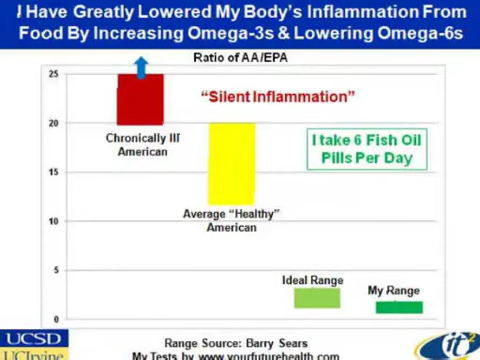 I Have Greatly Lowered My Body's Inflammation From
Food By Increasing Omega-3s & Lowering Omega-6s
Ratio of AA/EPA
25
20
15
10
5
0
"Silent Inflammation"
Chronically Ill
American
I take 6 Fish Oil
Pills Per Day
Average "Healthy"
American
Ideal Range
My Range
UCSD
UCIrvine
Range Source: Barry Sears
My Tests by www.yourfuturehealth.com
it2